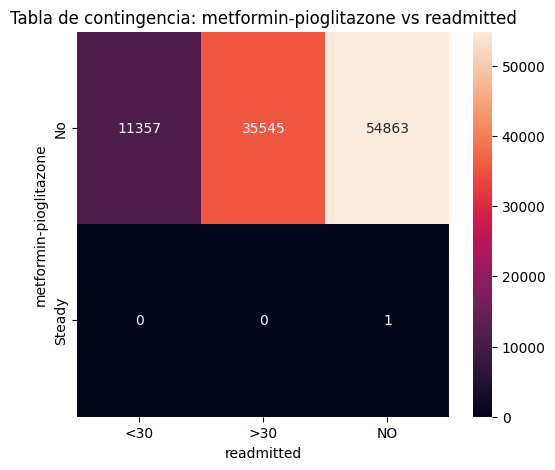 Tabla de contingencia: metformin-pioglitazone vs readmitted
metformin-pioglitazone
No
11357 35545 54863
Steady
0 0 1
<30 >30 NO
readmitted
50000
40000
30000
20000
10000
0